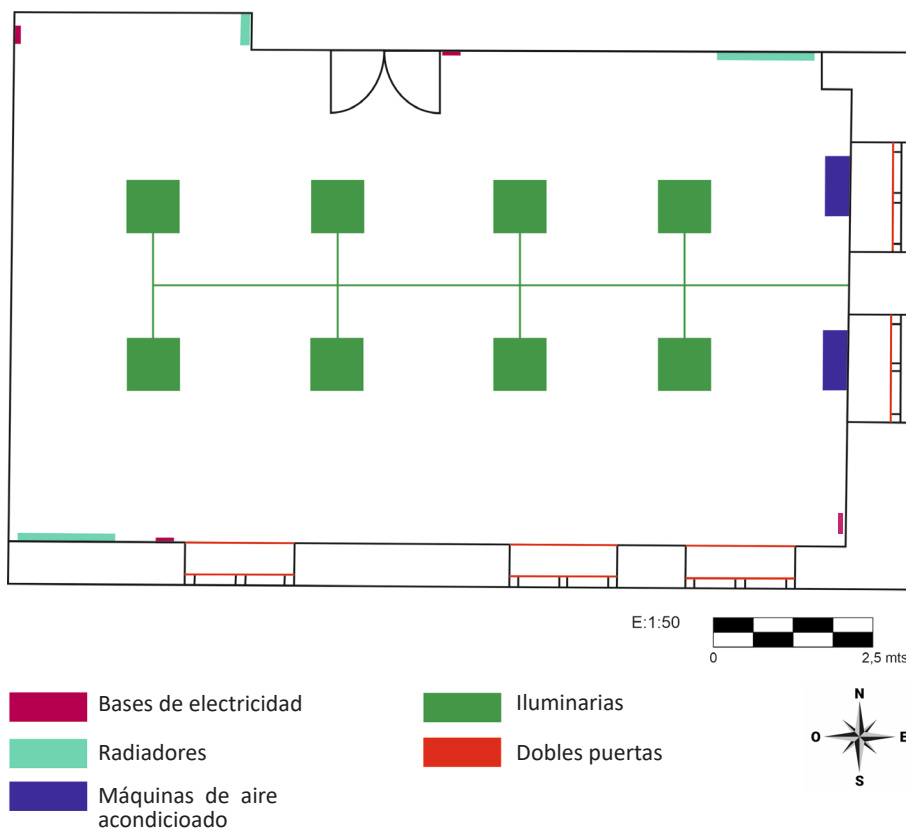 E:1:50
0 2,5 mts
Bases de electricidad
Iluminarias
Radiadores
Dobles puertas
Máquinas de aire
acondicioado
N
O E
S